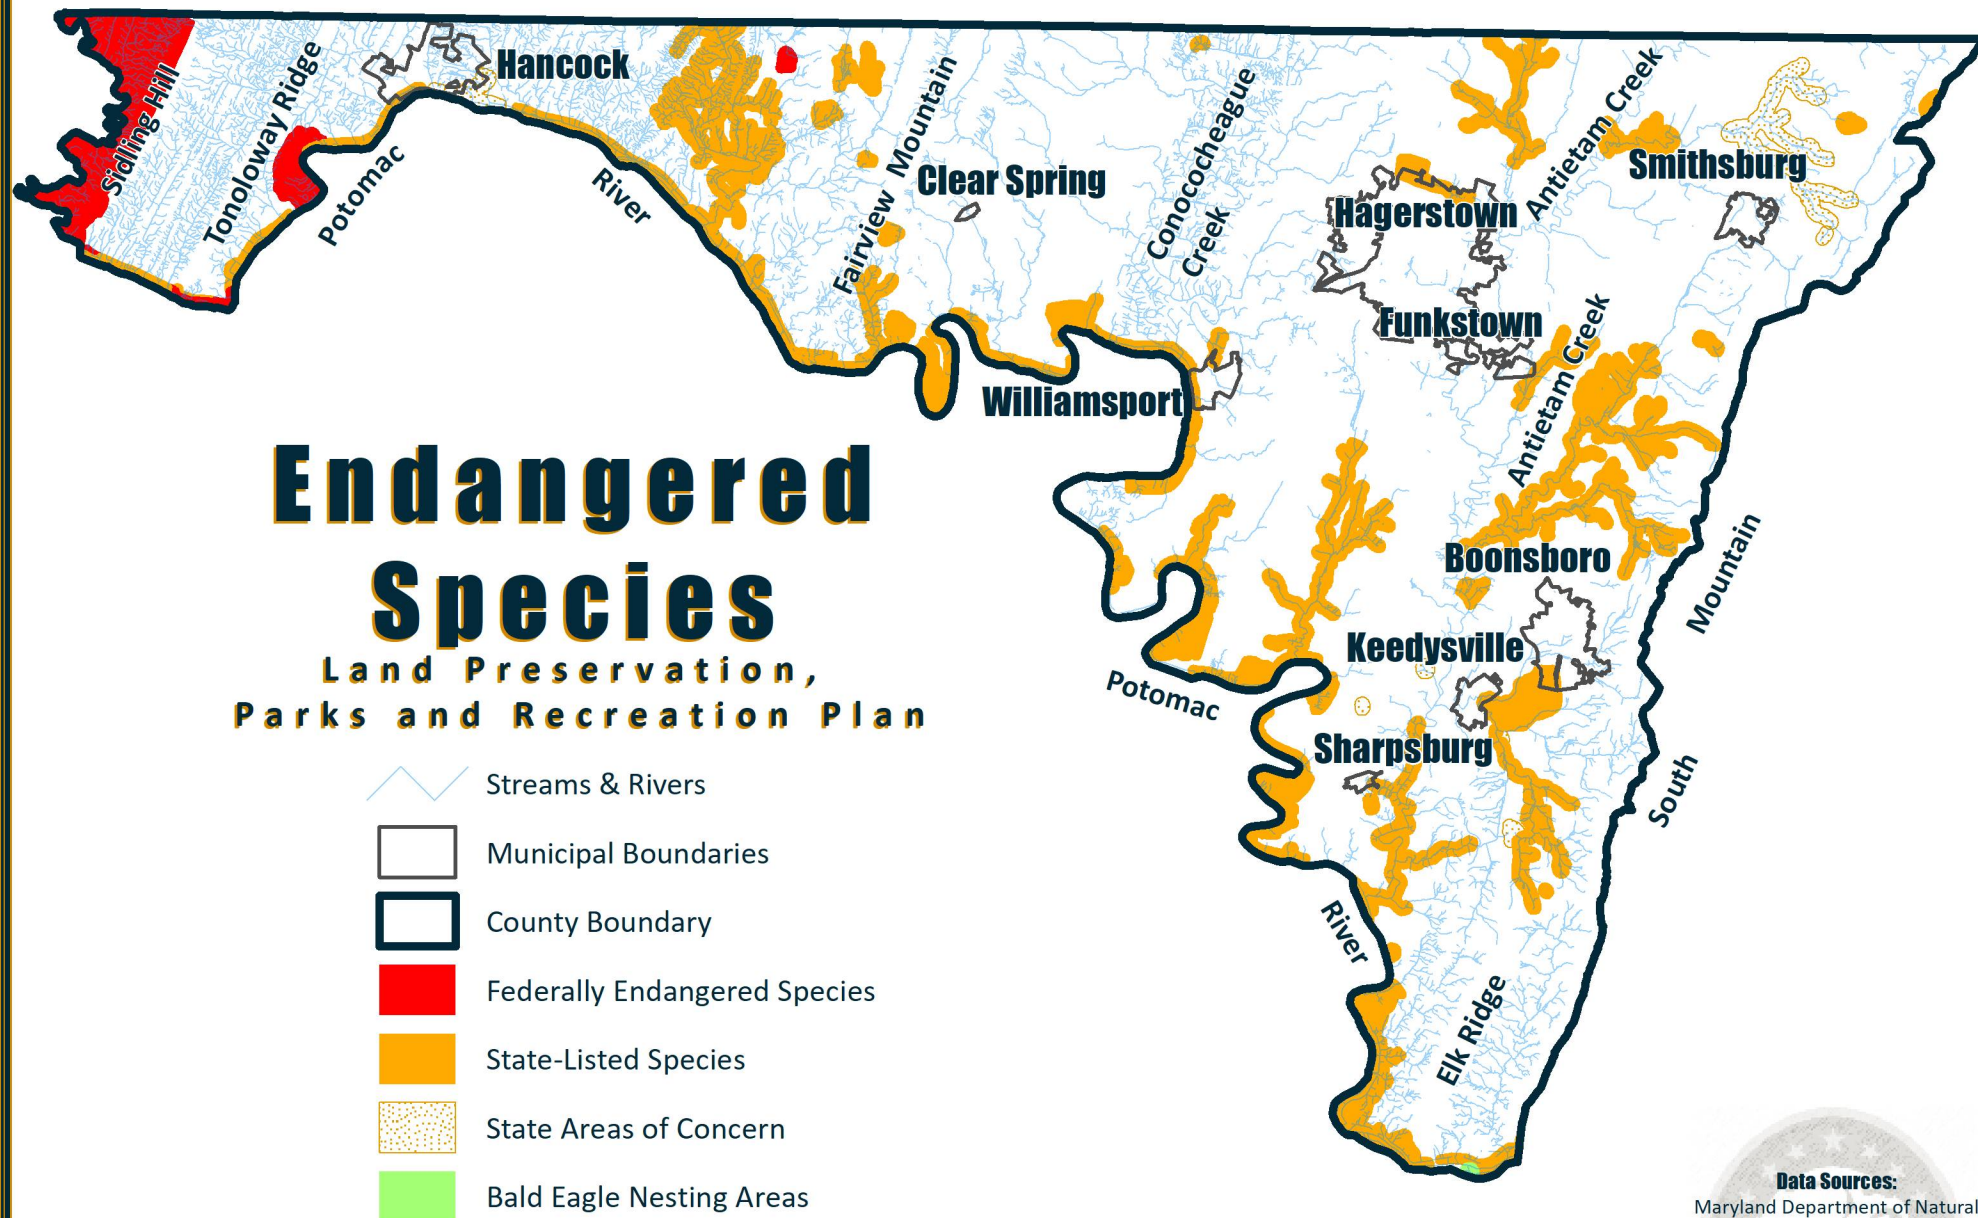 Hancock
Sidling Hill
Tonoloway Ridge
Potomac
River
Fairview Mountain
Clear Spring
Conococheague
Creek
Antietam Creek
Smithsburg
Hagerstown
Funkstown
Antietam Creek
Williamsport
Boonsboro
Mountain
Keedysville
Potomac
Sharpsburg
South
River
Elk Ridge
Endangered
Species
Land Preservation,
Parks and Recreation Plan
Streams & Rivers
Municipal Boundaries
County Boundary
Federally Endangered Species
State-Listed Species
State Areas of Concern
Bald Eagle Nesting Areas
Data Sources:
Maryland Department of Natural